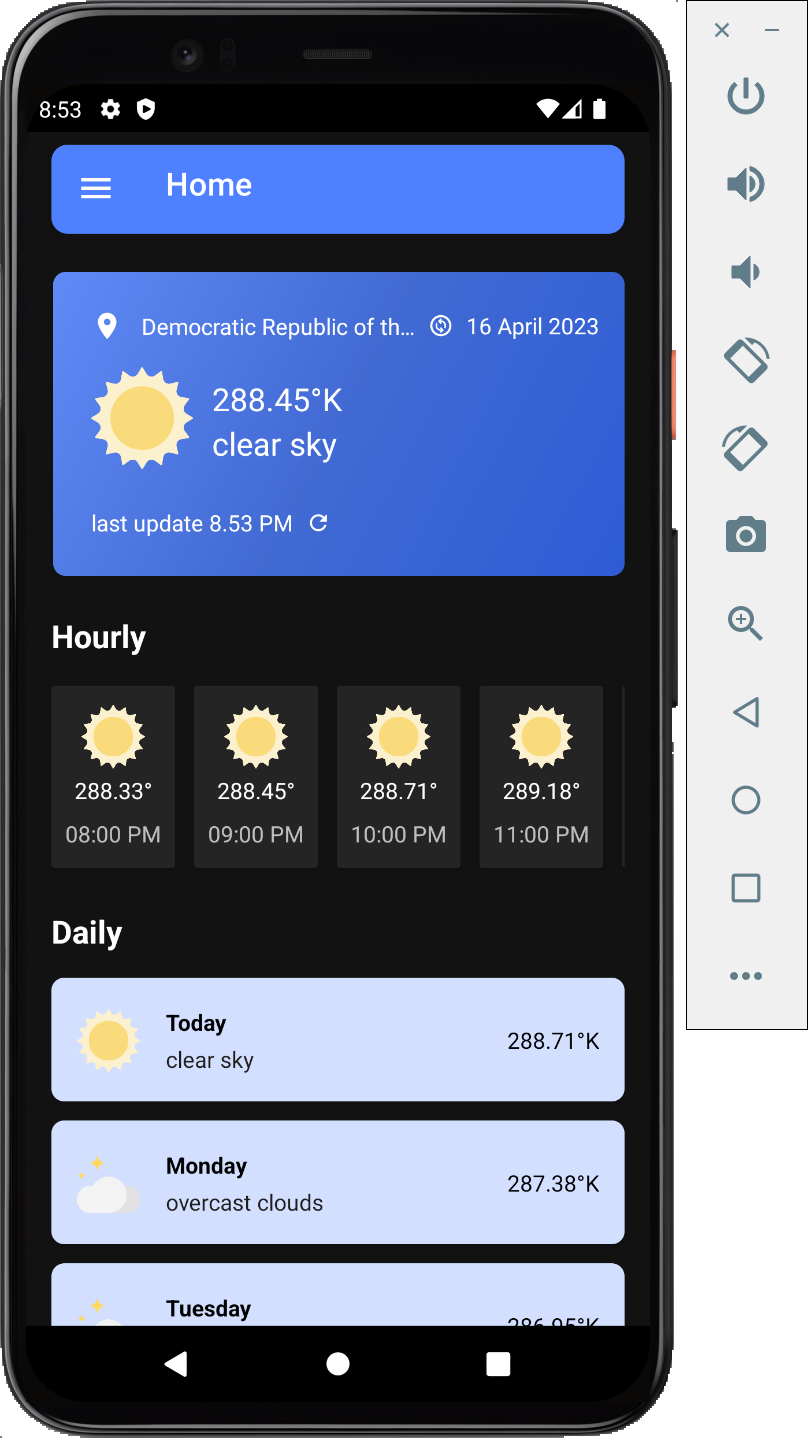 8:53
Home
Democratic Republic of th... 16 April 2023
288.45°K
clear sky
last update 8.53 PM
Hourly
288.33° 288.45° 288.71° 289.18°
08:00 PM 09:00 PM 10:00 PM 11:00 PM
Daily
Today
clear sky
288.71°K
Monday
overcast clouds
287.38°K
Tuesday
286.95°K